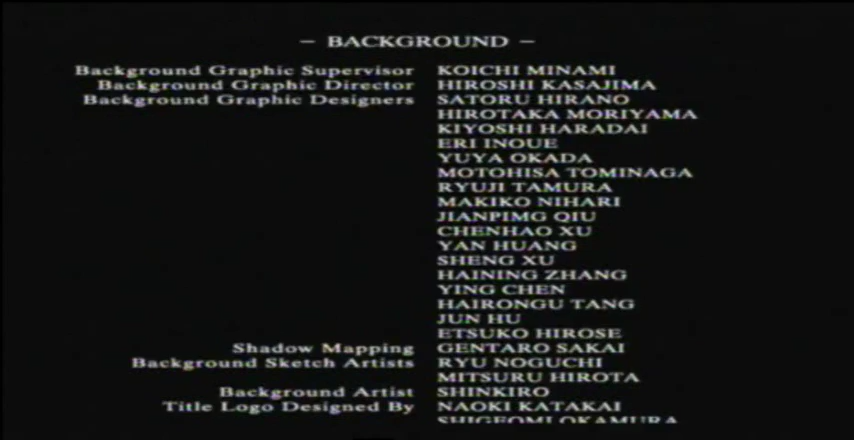 – BACKGROUND –
Background Graphic Supervisor KOICHI MINAMI
Background Graphic Director HIROSHI KASAJIMA
Background Graphic Designers SATORU HIRANO
HIROTAKA MORIYAMA
KIYOSHI HARADAI
ERI INOUE
YUYA OKADA
MOTOHISA TOMINAGA
RYUJI TAMURA
MAKIKO NIHARI
JIANPIMG QIU
CHENHAO XU
YAN HUANG
SHENG XU
HAINING ZHANG
YING CHEN
HAIRONGU TANG
JUN HU
ETSUKO HIROSE
Shadow Mapping GENTARO SAKAI
Background Sketch Artists RYU NOGUCHI
MITSURU HIROTA
Background Artist SHINKIRO
Title Logo Designed By NAOKI KATAKAI
SHIGEOMI OKAMURA